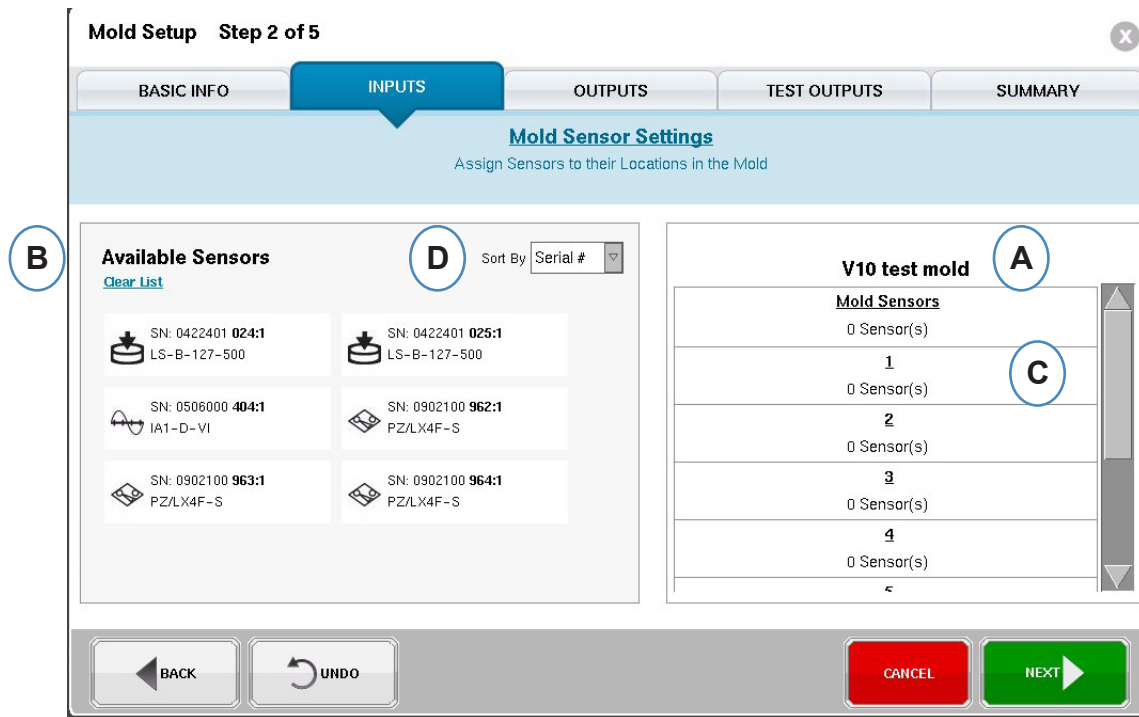 Mold Setup Step 2 of 5
X
BASIC INFO
INPUTS
OUTPUTS
TEST OUTPUTS
SUMMARY
Mold Sensor Settings
Assign Sensors to their Locations in the Mold
B
Available Sensors
Clear List
D
Sort By Serial #
SN: 0422401 024:1
LS-B-127-500
SN: 0422401 025:1
LS-B-127-500
SN: 0506000 404:1
IA1-D-VI
SN: 0902100 962:1
PZ/LX4F-S
SN: 0902100 963:1
PZ/LX4F-S
SN: 0902100 964:1
PZ/LX4F-S
V10 test mold
A
Mold Sensors
0 Sensor(s)
1
0 Sensor(s)
C
2
0 Sensor(s)
3
0 Sensor(s)
4
0 Sensor(s)
BACK
UNDO
CANCEL
NEXT